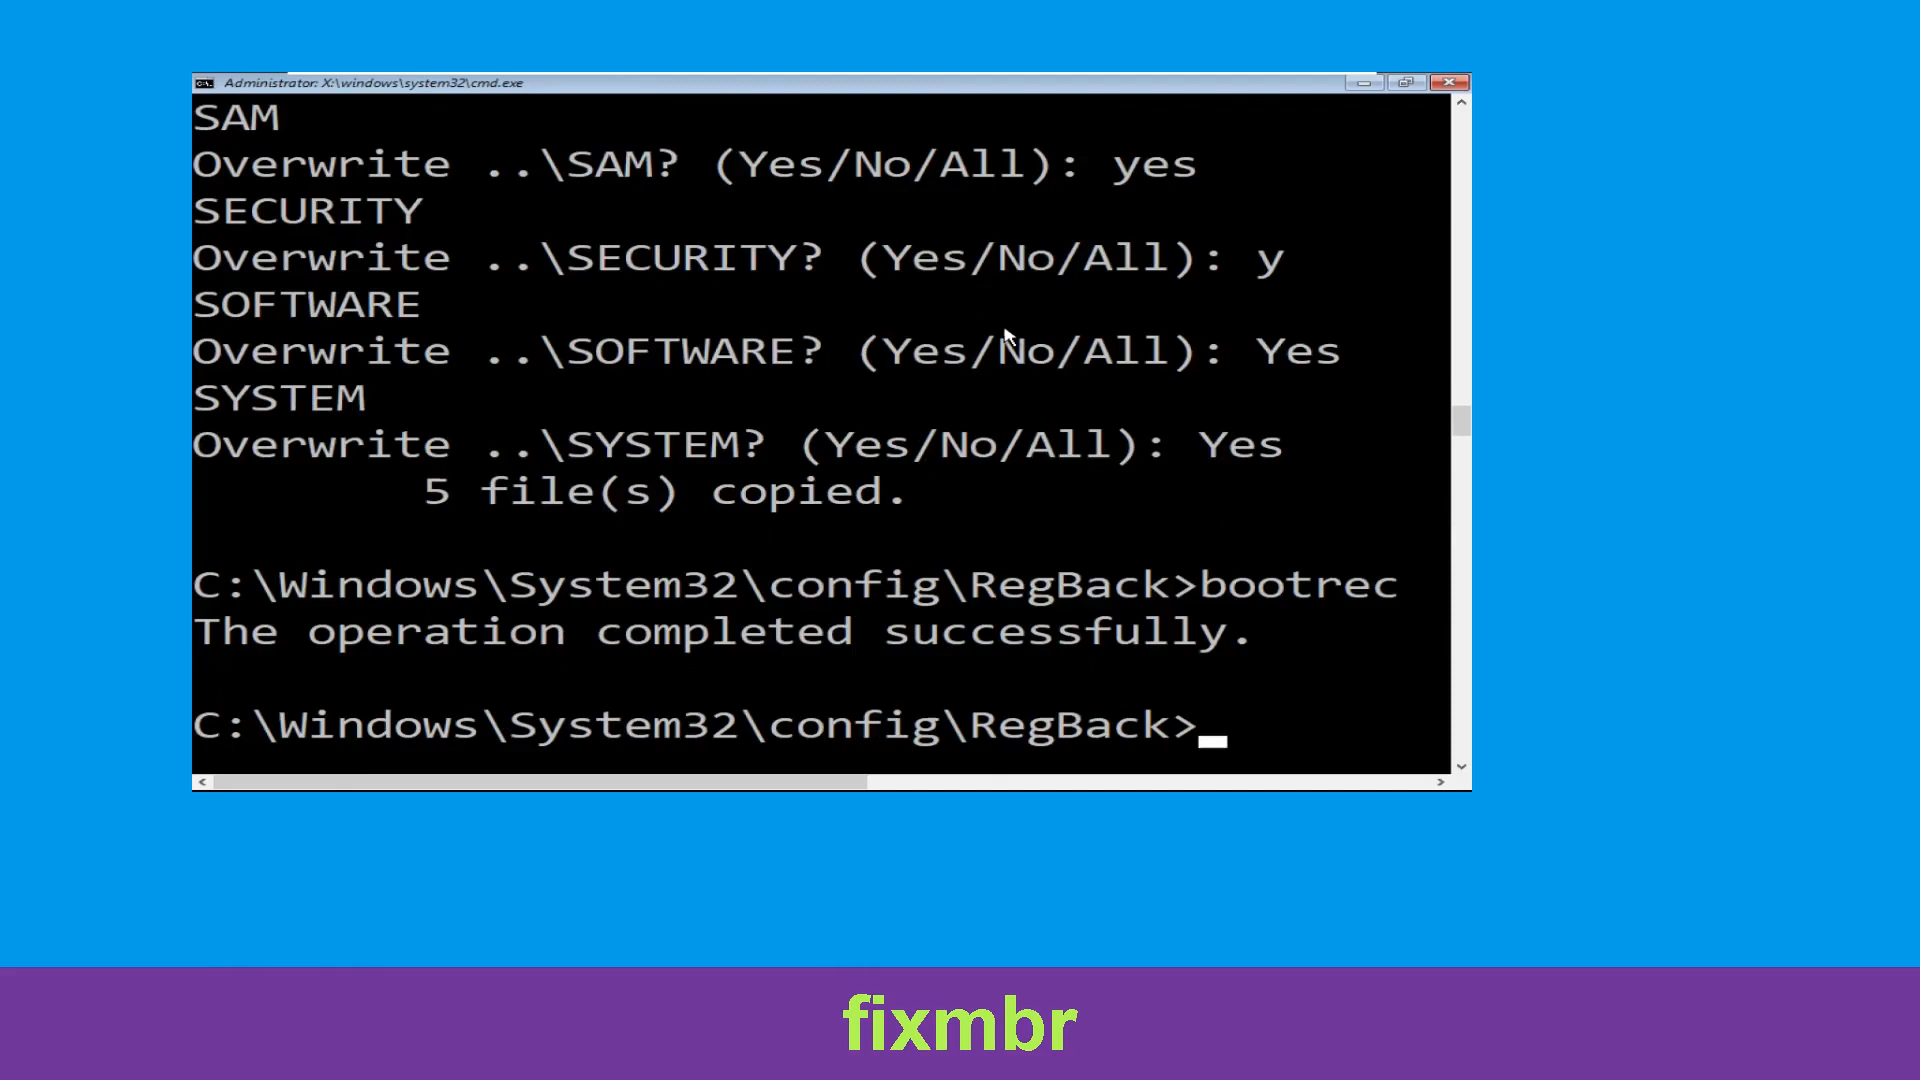 Administrator: X:\windows\system32\cmd.exe
SAM
Overwrite ..\SAM? (Yes/No/All): yes
SECURITY
Overwrite ..\SECURITY? (Yes/No/All): y
SOFTWARE
Overwrite ..\SOFTWARE? (Yes/No/All): Yes
SYSTEM
Overwrite ..\SYSTEM? (Yes/No/All): Yes
        5 file(s) copied.
C:\Windows\System32\config\RegBack>bootrec
The operation completed successfully.
C:\Windows\System32\config\RegBack>
fixmbr